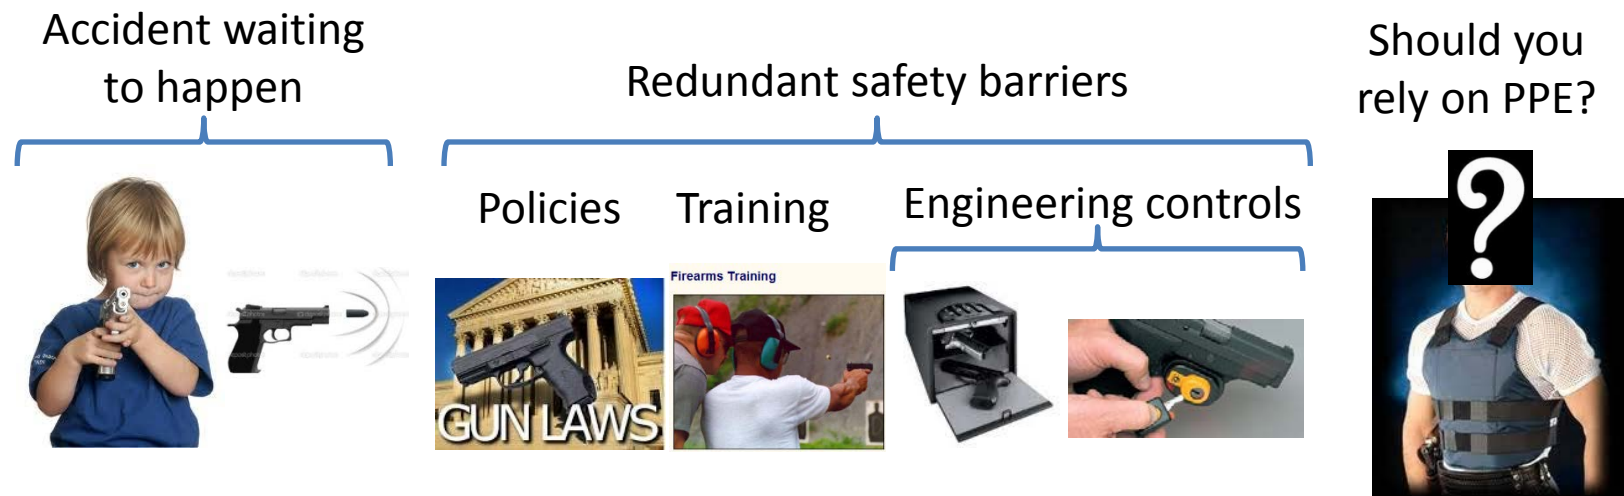 Accident waiting
to happen
Redundant safety barriers
Should you
rely on PPE?
Policies
Training
Engineering controls
Firearms Training
GUN LAWS
?